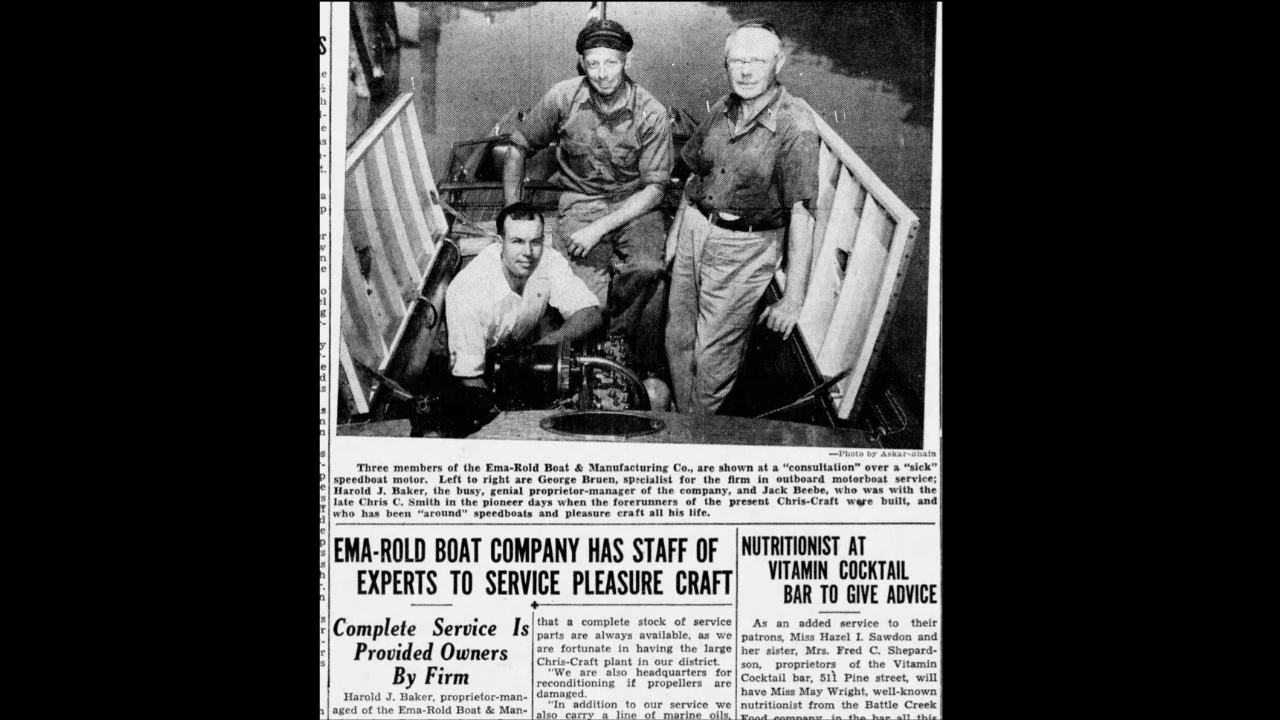 —Photo by Askar-Shain
Three members of the Ema-Rold Boat & Manufacturing Co., are shown at a "consultation" over a "sick"
speedboat motor. Left to right are George Bruen, specialist for the firm in outboard motorboat service;
Harold J. Baker, the busy, genial proprietor-manager of the company, and Jack Beebe, who was with the
late Chris C. Smith in the pioneer days when the forerunners of the present Chris-Craft were built, and
who has been "around" speedboats and pleasure craft all his life.
EMA-ROLD BOAT COMPANY HAS STAFF OF
EXPERTS TO SERVICE PLEASURE CRAFT
Complete Service Is
Provided Owners
By Firm
Harold J. Baker, proprietor-man-
aged of the Ema-Rold Boat & Man-
that a complete stock of service
parts are always available, as we
are fortunate in having the large
Chris-Craft plant in our district.
"We are also headquarters for
reconditioning if propellers are
damaged.
"In addition to our service we
also carry a line of marine oils,
NUTRITIONIST AT
VITAMIN COCKTAIL
BAR TO GIVE ADVICE
As an added service to their
patrons, Miss Hazel I. Sawdon and
her sister, Mrs. Fred C. Shepard-
son, proprietors of the Vitamin
Cocktail bar, 511 Pine street, will
have Miss May Wright, well-known
nutritionist from the Battle Creek
Food company, in the bar all this